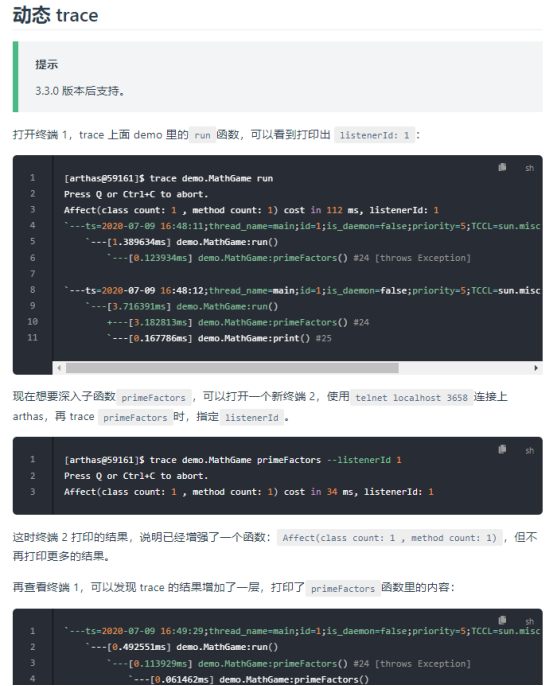 动态 trace
提示
3.3.0 版本后支持。
打开终端 1，trace 上面 demo 里的 run 函数，可以看到打印出 listenerId: 1 ：
sh
1 [arthas@59161]$ trace demo.MathGame run
2 Press Q or Ctrl+C to abort.
3 Affect(class count: 1 , method count: 1) cost in 112 ms, listenerId: 1
4 `---ts=2020-07-09 16:48:11;thread_name=main;id=1;is_daemon=false;priority=5;TCCL=sun.misc
5 `---[1.389634ms] demo.MathGame:run()
6 `---[0.123934ms] demo.MathGame:primeFactors() #24 [throws Exception]
7
8 `---ts=2020-07-09 16:48:12;thread_name=main;id=1;is_daemon=false;priority=5;TCCL=sun.misc
9 `---[3.716391ms] demo.MathGame:run()
10 +---[3.182813ms] demo.MathGame:primeFactors() #24
11 `---[0.167786ms] demo.MathGame:print() #25
现在想要深入子函数 primeFactors ，可以打开一个新终端 2，使用 telnet localhost 3658 连接上
arthas，再 trace primeFactors 时，指定 listenerId 。
sh
1 [arthas@59161]$ trace demo.MathGame primeFactors --listenerId 1
2 Press Q or Ctrl+C to abort.
3 Affect(class count: 1 , method count: 1) cost in 34 ms, listenerId: 1
这时终端 2 打印的结果，说明已经增强了一个函数： Affect(class count: 1 , method count: 1) ，但不
再打印更多的结果。
再查看终端 1，可以发现 trace 的结果增加了一层，打印了 primeFactors 函数里的内容：
sh
1 `---ts=2020-07-09 16:49:29;thread_name=main;id=1;is_daemon=false;priority=5;TCCL=sun.misc
2 `---[0.492551ms] demo.MathGame:run()
3 `---[0.113929ms] demo.MathGame:primeFactors() #24 [throws Exception]
4 `---[0.061462ms] demo.MathGame:primeFactors()